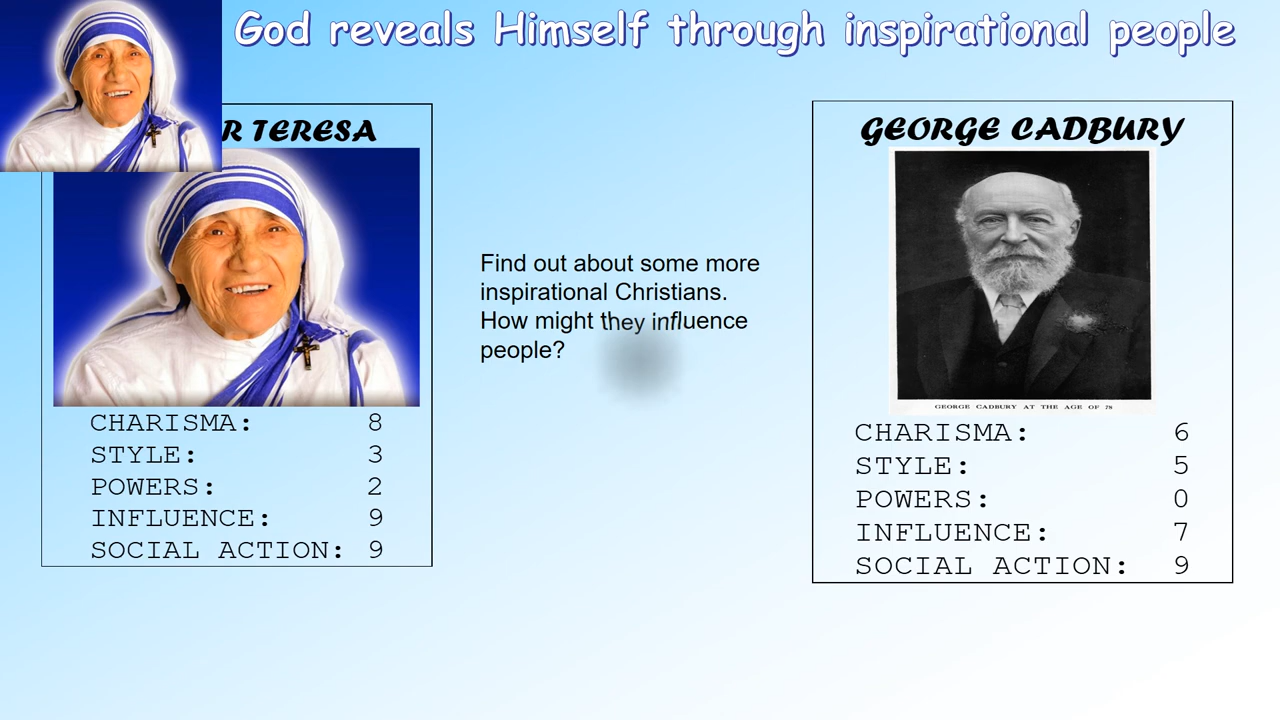 God reveals Himself through inspirational people
R TERESA
CHARISMA: 8
STYLE: 3
POWERS: 2
INFLUENCE: 9
SOCIAL ACTION: 9
Find out about some more
inspirational Christians.
How might they influence
people?
GEORGE CADBURY
GEORGE CADBURY AT THE AGE OF 78
CHARISMA: 6
STYLE: 5
POWERS: 0
INFLUENCE: 7
SOCIAL ACTION: 9